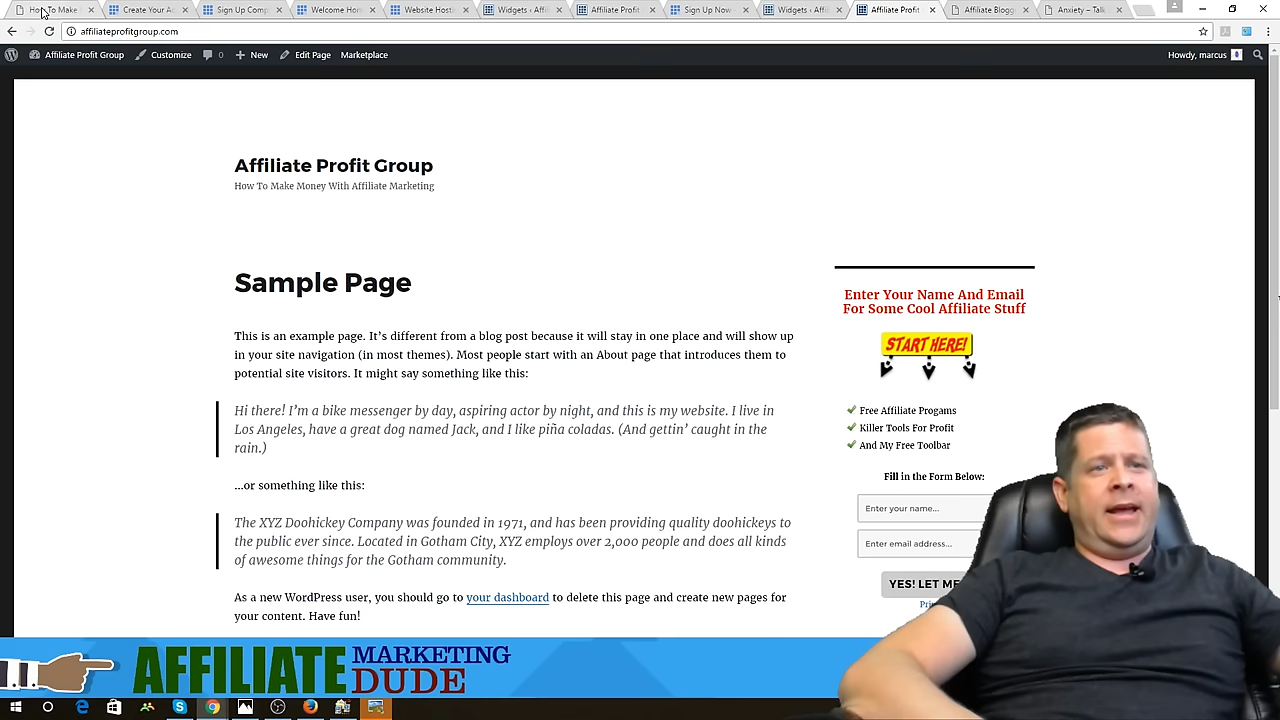 How To Make
Create Your Ac
Sign Up Comp
Welcome Hom
Website Hostin
Widgets ‹ Affil
Affiliate Profit
Sign Up Now
Widgets ‹ Affil
Affiliate Profit
Affiliate Blogg
Anxiety – Talk
affiliateprofitgroup.com
Affiliate Profit Group
Customize
0
New
Edit Page
Marketplace
Howdy, marcus
Affiliate Profit Group
How To Make Money With Affiliate Marketing
Sample Page
This is an example page. It’s different from a blog post because it will stay in one place and will show up
in your site navigation (in most themes). Most people start with an About page that introduces them to
potential site visitors. It might say something like this:
Hi there! I’m a bike messenger by day, aspiring actor by night, and this is my website. I live in
Los Angeles, have a great dog named Jack, and I like piña coladas. (And gettin’ caught in the
rain.)
…or something like this:
The XYZ Doohickey Company was founded in 1971, and has been providing quality doohickeys to
the public ever since. Located in Gotham City, XYZ employs over 2,000 people and does all kinds
of awesome things for the Gotham community.
As a new WordPress user, you should go to your dashboard to delete this page and create new pages for
your content. Have fun!
Enter Your Name And Email
For Some Cool Affiliate Stuff
START HERE!
Free Affiliate Progams
Killer Tools For Profit
And My Free Toolbar
Fill in the Form Below:
Enter your name...
Enter email address...
YES! LET ME
Pri
AFFILIATE MARKETING
DUDE